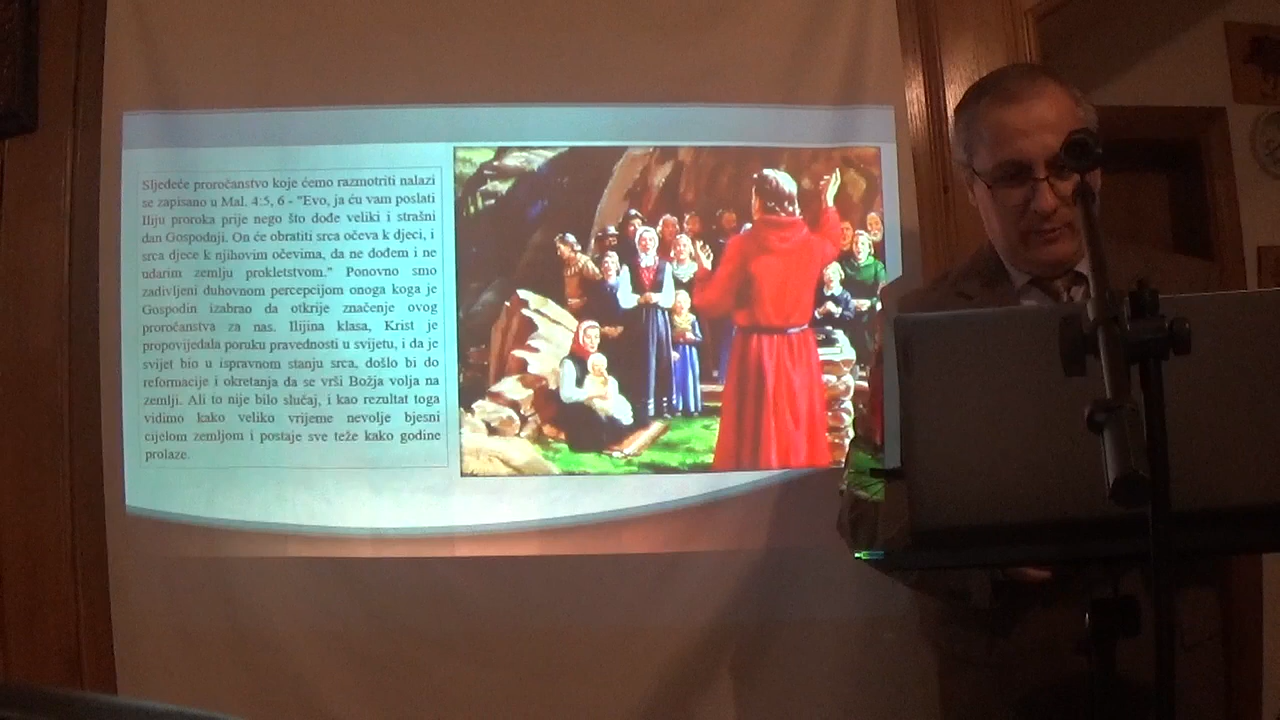 Sljedeće proročanstvo koje ćemo razmotriti nalazi
se zapisano u Mal. 4:5, 6 - "Evo, ja ću vam poslati
Iliju proroka prije nego što dođe veliki i strašni
dan Gospodnji. On će obratiti srca očeva k djeci, i
srca djece k njihovim očevima, da ne dođem i ne
udarim zemlju prokletstvom." Ponovno smo
zadivljeni duhovnom percepcijom onoga koga je
Gospodin izabrao da otkrije značenje ovog
proročanstva za nas. Ilijina klasa, Krist je
propovijedala poruku pravednosti u svijetu, i da je
svijet bio u ispravnom stanju srca, došlo bi do
reformacije i okretanja da se vrši Božja volja na
zemlji. Ali to nije bilo slučaj, i kao rezultat toga
vidimo kako veliko vrijeme nevolje bjesni
cijelom zemljom i postaje sve teže kako godine
prolaze.